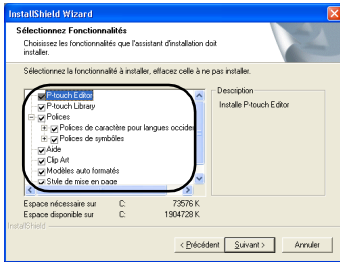 InstallShield Wizard
Sélectionnez Fonctionnalités
Choisissez les fonctionnalités que l'assistant d'installation doit
installer.
Sélectionnez la fonctionnalité à installer, effacez celle à ne pas installer.
P-touch Editor
P-touch Library
Polices
Polices de caractère pour langues occiden
Polices de symbôles
Aide
Clip Art
Modèles auto formatés
Style de mise en page
Description
Installe P-touch Editor
Espace nécessaire sur C: 73576 K
Espace disponible sur C: 1904728 K
InstallShield
< Précédent Suivant > Annuler